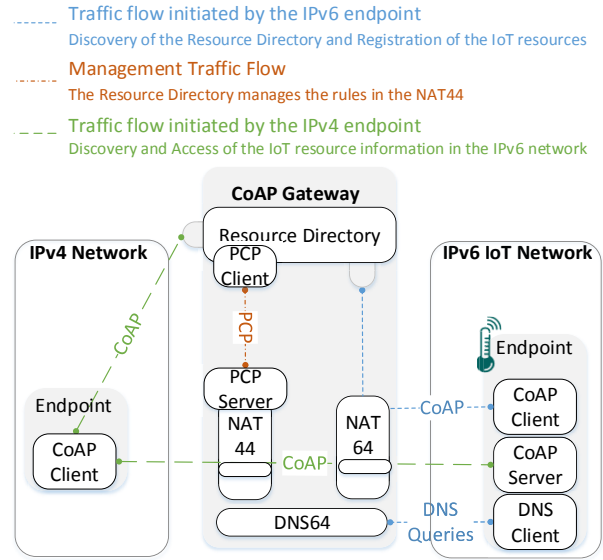 Traffic flow initiated by the IPv6 endpoint
Discovery of the Resource Directory and Registration of the IoT resources
Management Traffic Flow
The Resource Directory manages the rules in the NAT44
Traffic flow initiated by the IPv4 endpoint
Discovery and Access of the IoT resource information in the IPv6 network
CoAP Gateway
Resource Directory
IPv4 Network
IPv6 IoT Network
PCP
Client
CoAP
PCP
Endpoint
PCP
Server
Endpoint
CoAP
Client
NAT
44
NAT
64
CoAP
CoAP
Client
CoAP
CoAP
Server
DNS64
DNS
Queries
DNS
Client